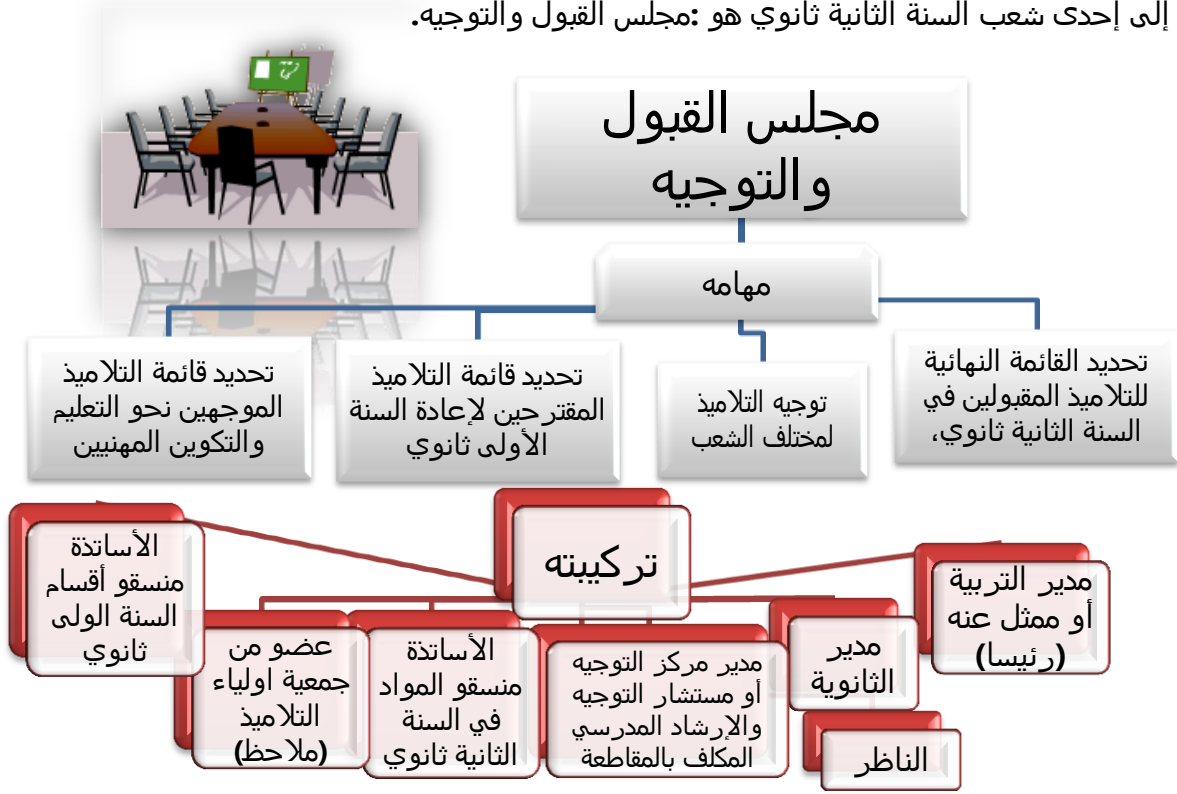 إلى إحدى شعب السنة الثانية ثانوي هو :مجلس القبول والتوجيه.
مجلس القبول
والتوجيه
مهامه
تحديد القائمة النهائية
للتلاميذ المقبولين في
السنة الثانية ثانوي،
توجيه التلاميذ
لمختلف الشعب
تحديد قائمة التلاميذ
المقترحين لإعادة السنة
الأولى ثانوي
تحديد قائمة التلاميذ
الموجهين نحو التعليم
والتكوين المهنيين
تركيبته
مدير التربية
أو ممثل عنه
(رئيسا)
مدير
الثانوية
الناظر
مدير مركز التوجيه
أو مستشار التوجيه
والإرشاد المدرسي
المكلف بالمقاطعة
الأساتذة
منسقو المواد
في السنة
الثانية ثانوي
عضو من
جمعية اولياء
التلاميذ
(ملاحظ)
الأساتذة
منسقو أقسام
السنة الولى
ثانوي